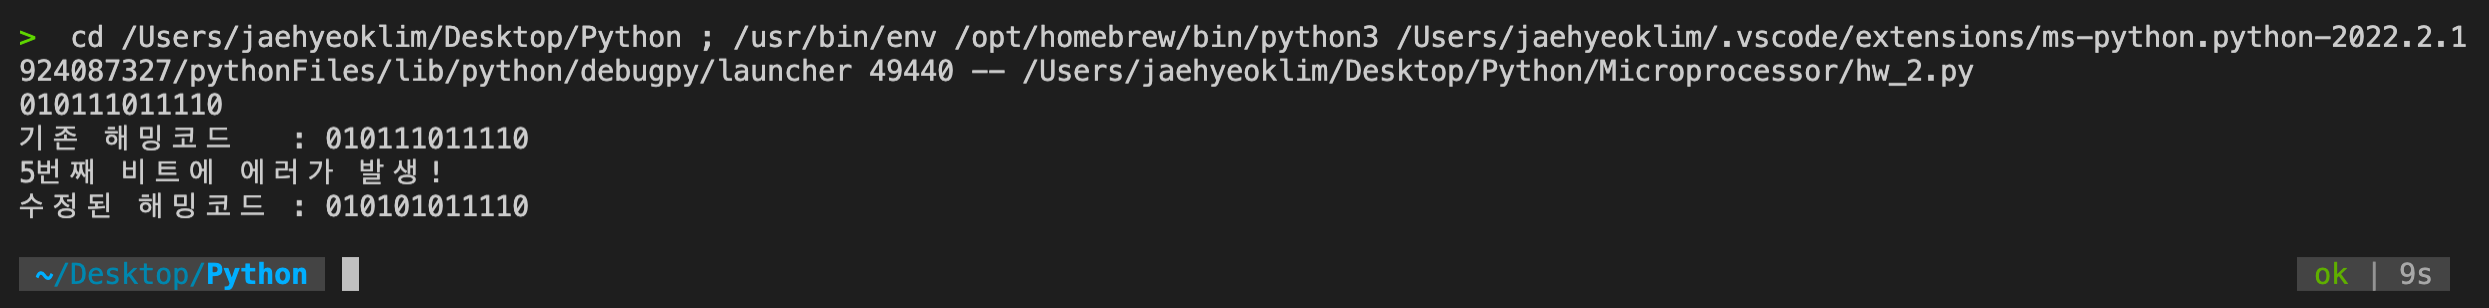 > cd /Users/jaehyeoklim/Desktop/Python ; /usr/bin/env /opt/homebrew/bin/python3 /Users/jaehyeoklim/.vscode/extensions/ms-python.python-2022.2.1
924087327/pythonFiles/lib/python/debugpy/launcher 49440 -- /Users/jaehyeoklim/Desktop/Python/Microprocessor/hw_2.py
010111011110
기존 해밍코드 : 010111011110
5번째 비트에 에러가 발생!
수정된 해밍코드 : 010101011110
~/Desktop/Python ok | 9s